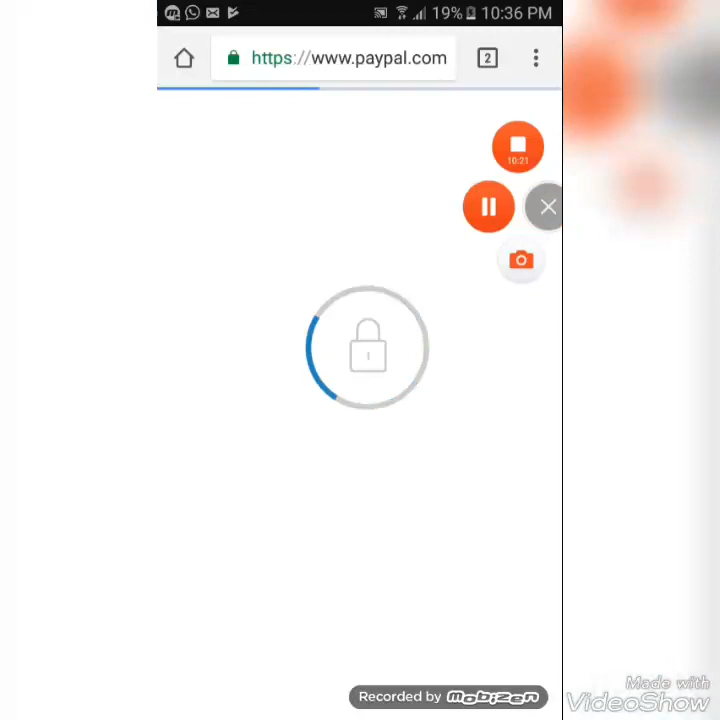 19% 10:36 PM
https://www.paypal.com
2
10:21
Recorded by mobizen
Made with
VideoShow